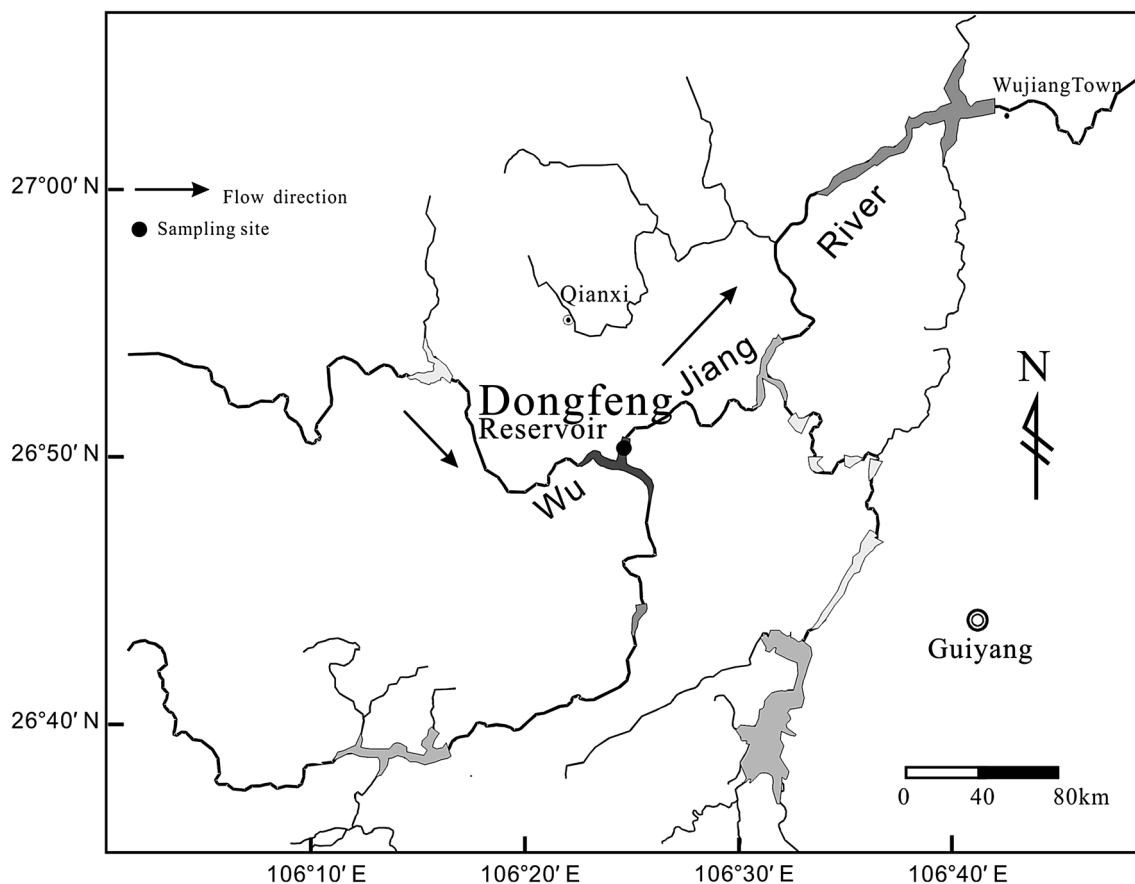 WujiangTown
27°00′ N
Flow direction
Sampling site
River
Qianxi
Jiang
N
Dongfeng
Reservoir
26°50′ N
Wu
Guiyang
26°40′ N
0 40 80km
106°10′ E 106°20′ E 106°30′ E 106°40′ E